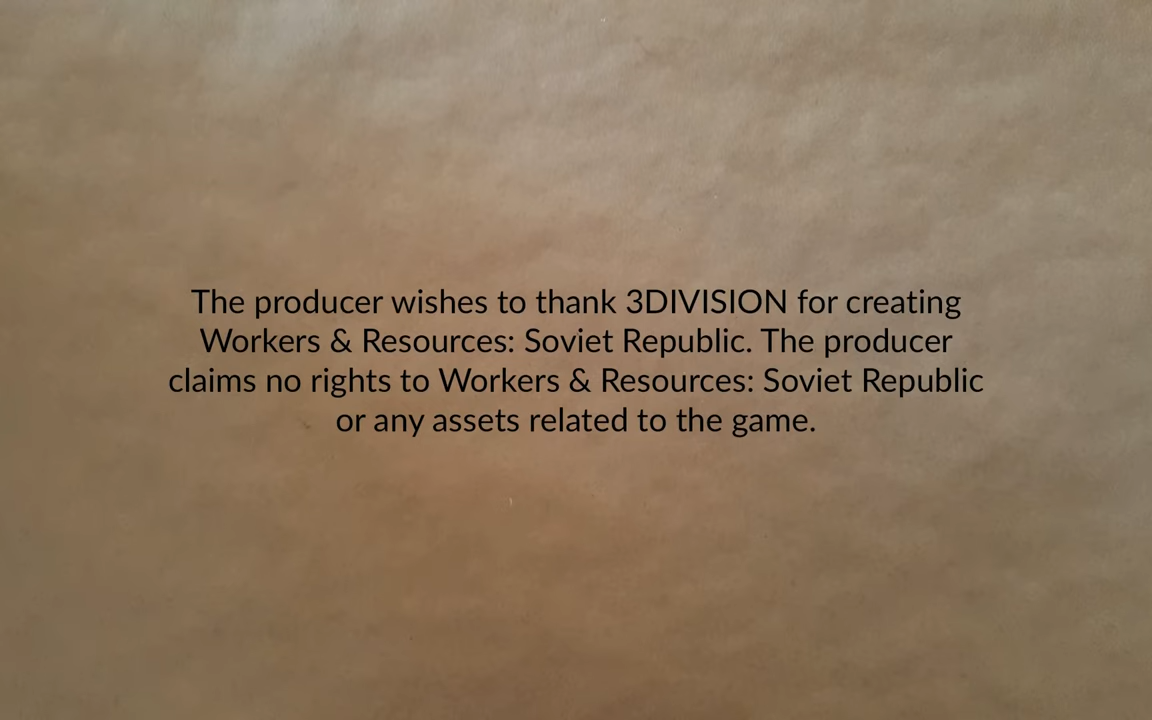 The producer wishes to thank 3DIVISION for creating
Workers & Resources: Soviet Republic. The producer
claims no rights to Workers & Resources: Soviet Republic
or any assets related to the game.